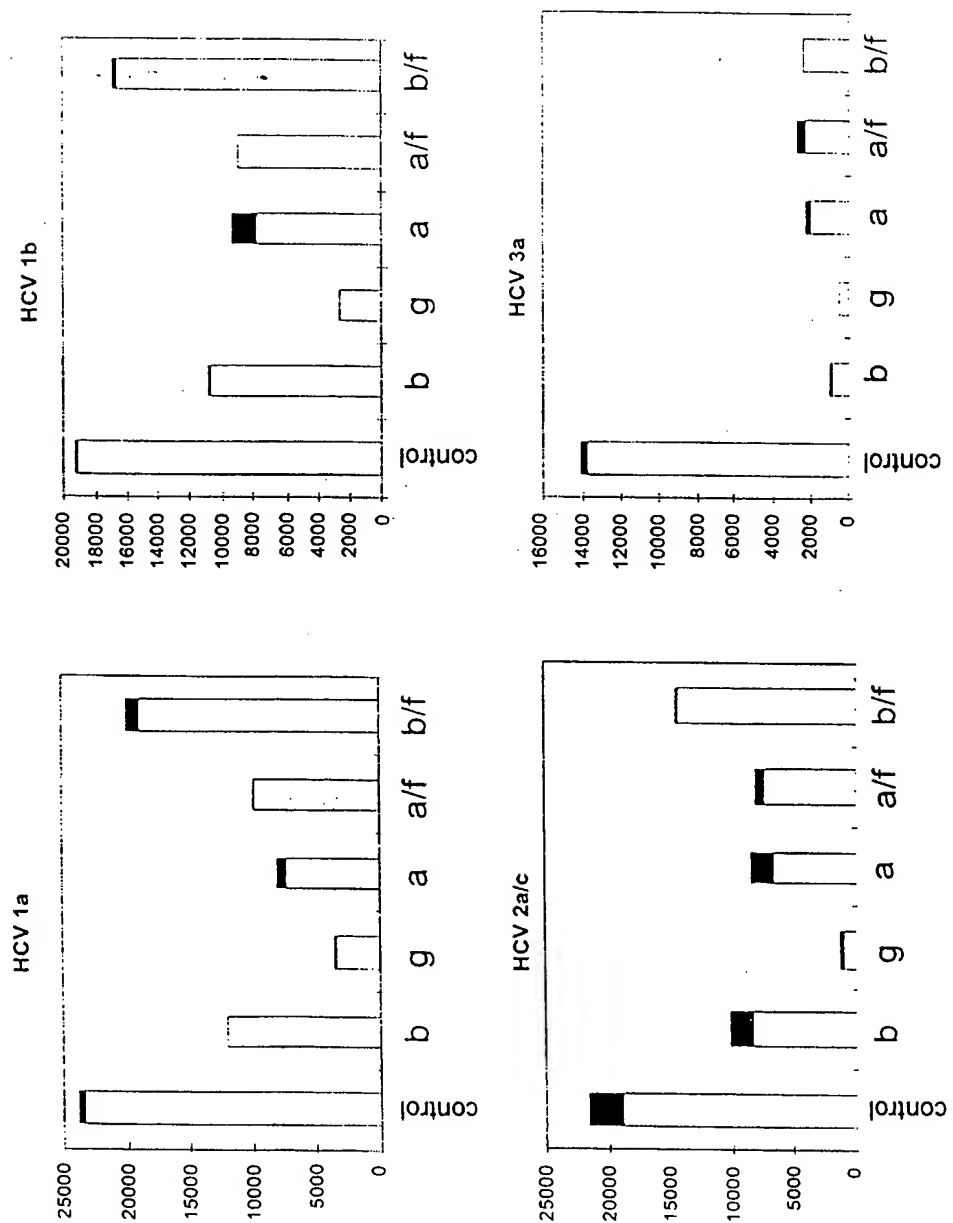 HCV 1a
25000
20000
15000
10000
5000
0
control
b
g
a
a/f
b/f
HCV 1b
20000
18000
16000
14000
12000
10000
8000
6000
4000
2000
0
control
b
g
a
a/f
b/f
HCV 2a/c
25000
20000
15000
10000
5000
0
control
b
g
a
a/f
b/f
HCV 3a
16000
14000
12000
10000
8000
6000
4000
2000
0
control
b
g
a
a/f
b/f